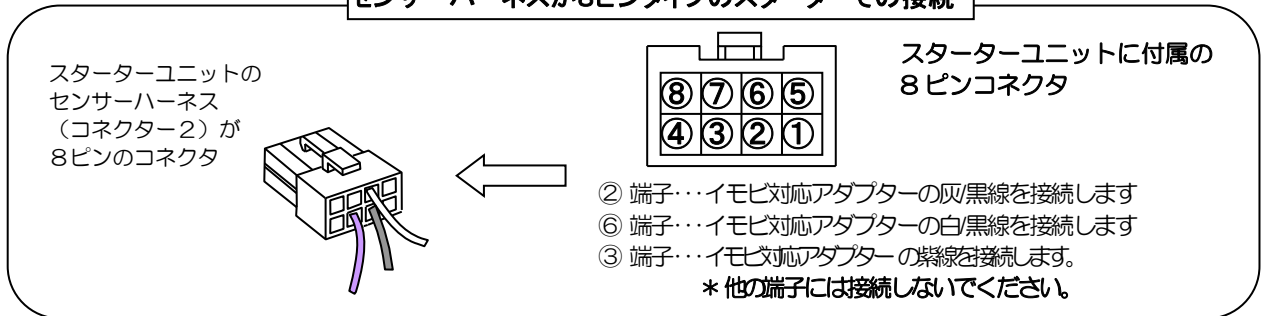 センサーハーネスが8ピンタイプのスターターでの接続
スターターユニットの
センサーハーネス
（コネクター２）が
８ピンのコネクタ
⑧⑦⑥⑤
④③②①
スターターユニットに付属の
８ピンコネクタ
② 端子･･･イモビ対応アダプターの灰/黒線を接続します
⑥ 端子･･･イモビ対応アダプターの白/黒線を接続します
③ 端子･･･イモビ対応アダプター の紫線を接続します。
＊他の端子には接続しないでください。